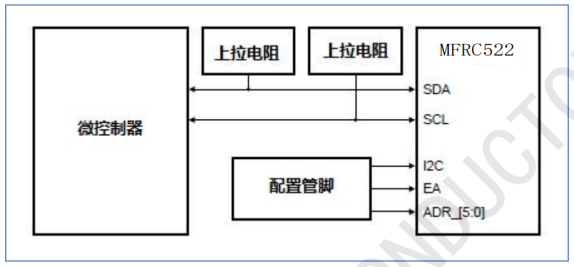 上拉电阻
上拉电阻
MFRC522
SDA
微控制器
SCL
配置管脚
I2C
EA
ADR_[5:0]
ONDUCTO